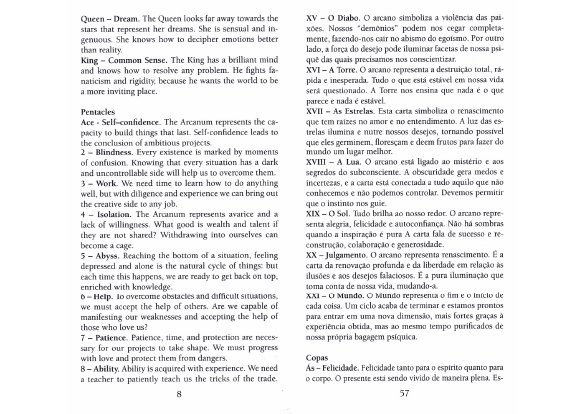 Queen – Dream. The Queen looks far away towards the
stars that represent her dreams. She is sensual and in-
genuous. She knows how to decipher emotions better
than reality.
King – Common Sense. The King has a brilliant mind
and knows how to resolve any problem. He fights fa-
naticism and rigidity, because he wants the world to be
a more inviting place.
Pentacles
Ace - Self-confidence. The Arcanum represents the ca-
pacity to build things that last. Self-confidence leads to
the conclusion of ambitious projects.
2 – Blindness. Every existence is marked by moments
of confusion. Knowing that every situation has a dark
and uncontrollable side will help us to overcome them.
3 – Work. We need time to learn how to do anything
well, but with diligence and experience we can bring out
the creative side to any job.
4 – Isolation. The Arcanum represents avarice and a
lack of willingness. What good is wealth and talent if
they are not shared? Withdrawing into ourselves can
become a cage.
5 – Abyss. Reaching the bottom of a situation, feeling
depressed and alone is the natural cycle of things: but
each time this happens, we are ready to get back on top,
enriched with knowledge.
6 – Help. To overcome obstacles and difficult situations,
we must accept the help of others. Are we capable of
manifesting our weaknesses and accepting the help of
those who love us?
7 – Patience. Patience, time, and protection are neces-
sary for our projects to take shape. We must progress
with love and protect them from dangers.
8 – Ability. Ability is acquired with experience. We need
a teacher to patiently teach us the tricks of the trade.
8
XV – O Diabo. O arcano simboliza a violência das pai-
xões. Nossos "demônios" podem nos cegar completa-
mente, fazendo-nos cair no abismo do egoísmo. Por outro
lado, a força do desejo pode iluminar facetas de nossa psi-
quê das quais precisamos nos conscientizar.
XVI – A Torre. O arcano representa a destruição total, rá-
pida e inesperada. Tudo o que está estável em nossa vida
será questionado. A Torre nos ensina que nada é o que
parece e nada é estável.
XVII – As Estrelas. Esta carta simboliza o renascimento
que tem raízes no amor e no entendimento. A luz das es-
trelas ilumina e nutre nossos desejos, tornando possível
que eles germinem, floresçam e deem frutos para fazer do
mundo um lugar melhor.
XVIII – A Lua. O arcano está ligado ao mistério e aos
segredos do subconsciente. A obscuridade gera medos e
incertezas, e a carta está conectada a tudo aquilo que não
conhecemos e não podemos controlar. Devemos permitir
que o instinto nos guie.
XIX – O Sol. Tudo brilha ao nosso redor. O arcano repre-
senta alegria, felicidade e autoconfiança. Não há sombras
quando a inspiração é pura A carta fala de sucesso e re-
construção, colaboração e generosidade.
XX – Julgamento. O arcano representa renascimento. É a
carta da renovação profunda e da liberdade em relação às
ilusões e aos desejos falaciosos. É a pura iluminação que
toma conta de nossa vida, mudando-a.
XXI – O Mundo. O Mundo representa o fim e o início de
cada coisa. Um ciclo acaba de terminar e estamos prontos
para entrar em uma nova dimensão, mais fortes graças à
experiência obtida, mas ao mesmo tempo purificados de
nossa própria bagagem psíquica.
Copas
Ás – Felicidade. Felicidade tanto para o espírito quanto para
o corpo. O presente está sendo vivido de maneira plena. Es-
57